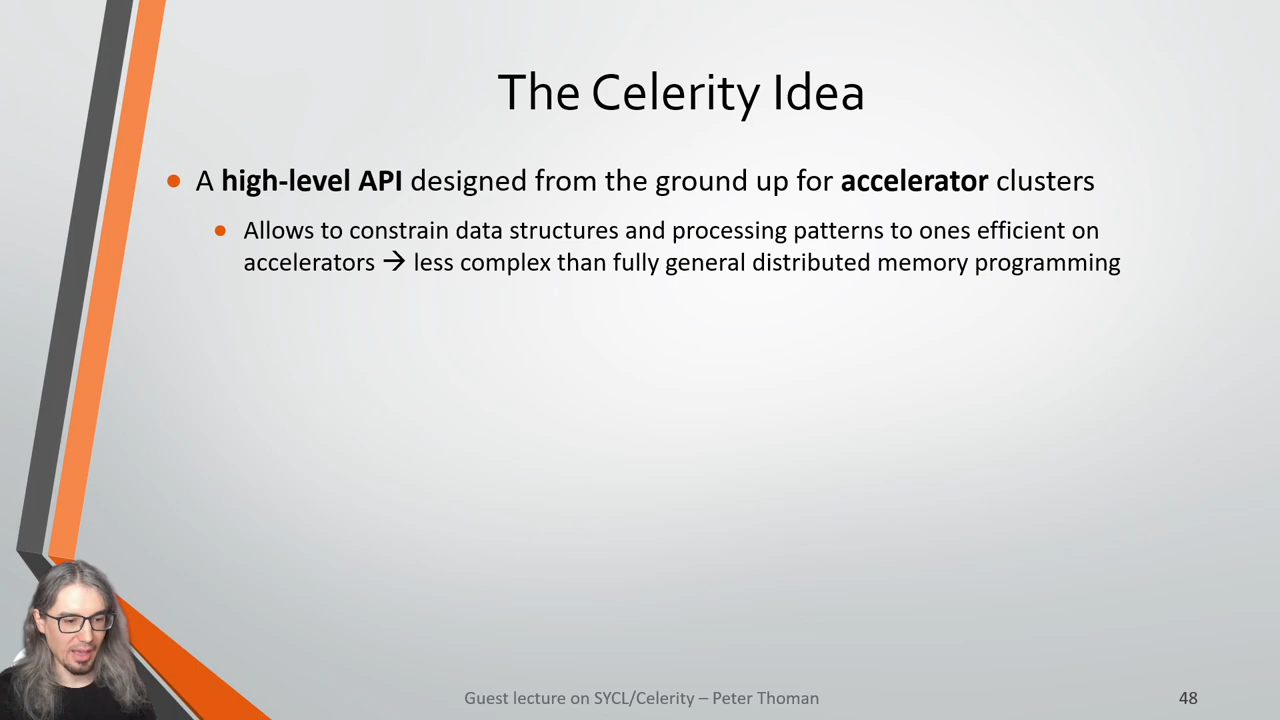 The Celerity Idea
A high-level API designed from the ground up for accelerator clusters
Allows to constrain data structures and processing patterns to ones efficient on
accelerators → less complex than fully general distributed memory programming
Guest lecture on SYCL/Celerity – Peter Thoman
48